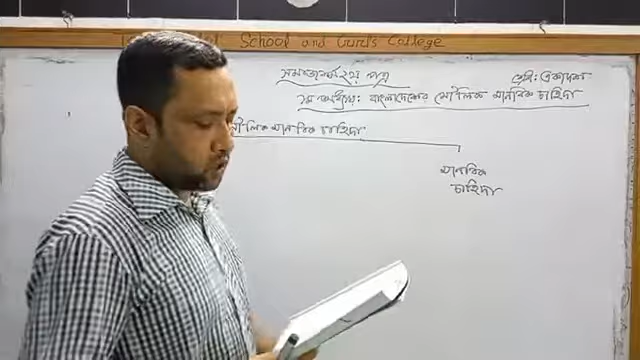 School and Girls College
সমাজকর্ম ২য় পত্র
শ্রেণী: একাদশ
১ম অধ্যায়: বাংলাদেশের মৌলিক মানবিক চাহিদা
মৌলিক মানবিক চাহিদা
মানবিক
চাহিদা